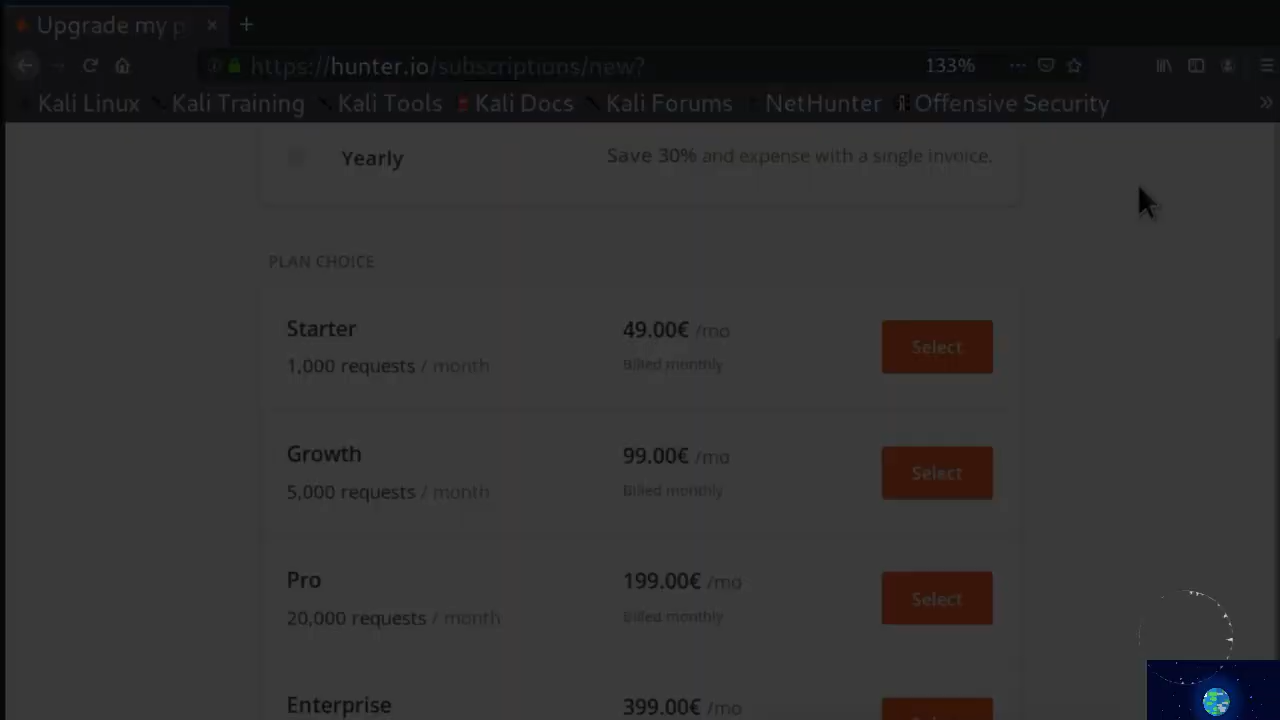 Upgrade my p
https://hunter.io/subscriptions/new?
133%
Kali Linux Kali Training Kali Tools Kali Docs Kali Forums NetHunter Offensive Security
Yearly Save 30% and expense with a single invoice.
PLAN CHOICE
Starter 49.00€ /mo Select
1,000 requests / month Billed monthly
Growth 99.00€ /mo Select
5,000 requests / month Billed monthly
Pro 199.00€ /mo Select
20,000 requests / month Billed monthly
Enterprise 399.00€ /mo